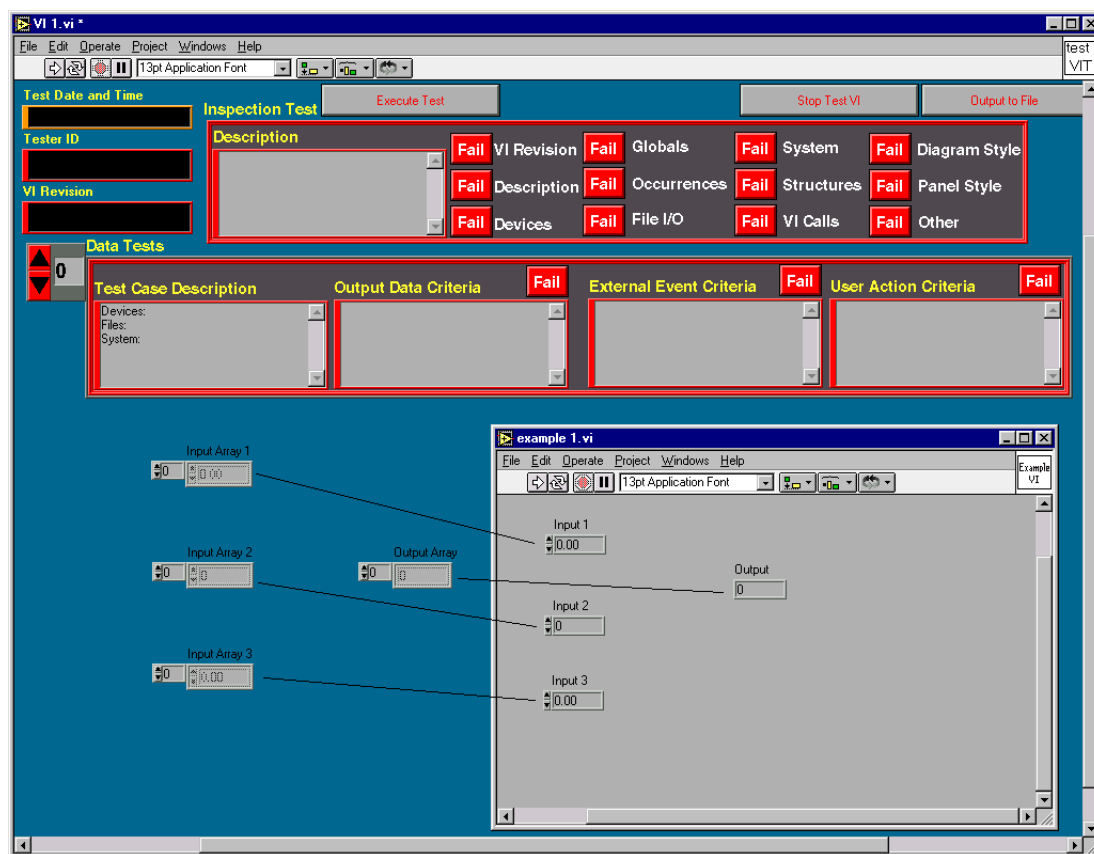 VI 1.vi *
File Edit Operate Project Windows Help
13pt Application Font
test
VIT
Test Date and Time
Execute Test
Stop Test VI
Output to File
Inspection Test
Tester ID
Description
Fail VI Revision Fail Globals Fail System Fail Diagram Style
VI Revision
Fail Description Fail Occurrences Fail Structures Fail Panel Style
Fail Devices Fail File I/O Fail VI Calls Fail Other
Data Tests
0
Test Case Description
Output Data Criteria Fail
External Event Criteria Fail
User Action Criteria Fail
Devices:
Files:
System:
example 1.vi
File Edit Operate Project Windows Help
13pt Application Font
Example
VI
Input Array 1
0 0.00
Input 1
0.00
Input Array 2
0 0
Output Array
0 0
Output
0
Input 2
0
Input Array 3
0 0.00
Input 3
0.00